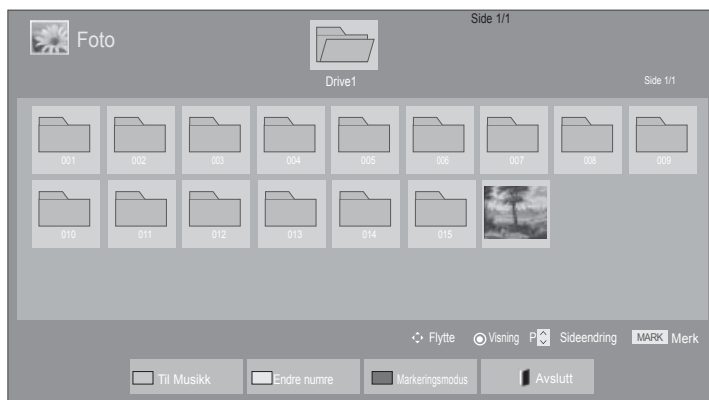 Side 1/1
Foto
Drive1
Side 1/1
001 002 003 004 005 006 007 008 009
010 011 012 013 014 015
Flytte Visning P Sideendring MARK Merk
Til Musikk Endre numre Markeringsmodus Avslutt